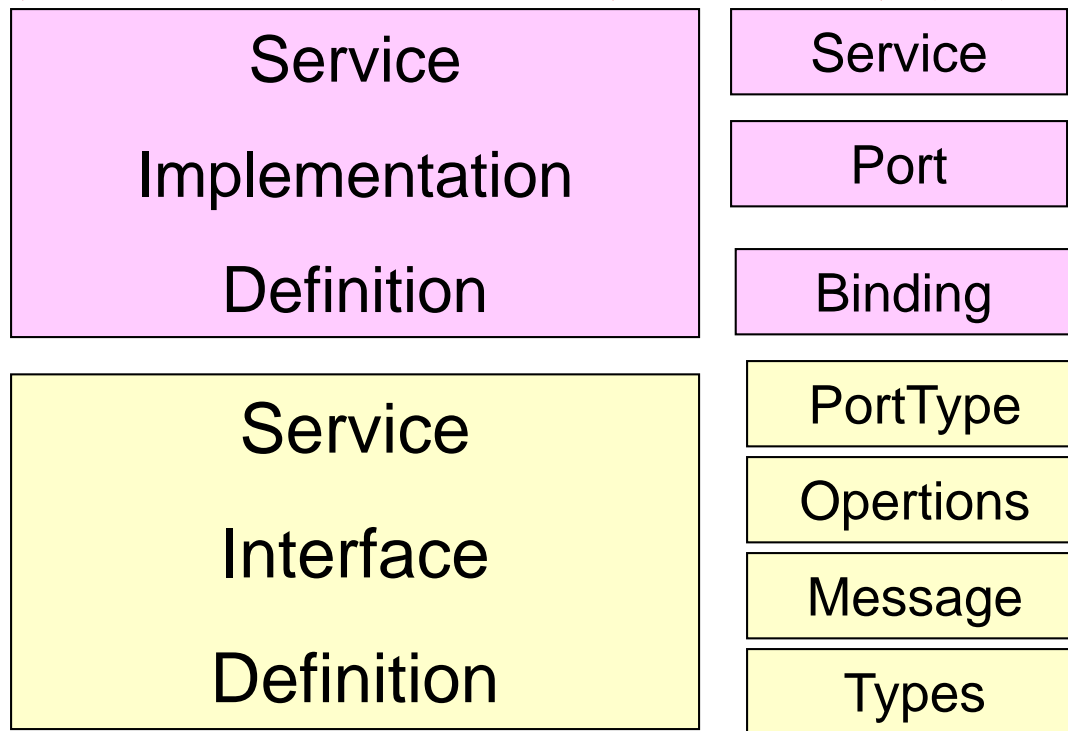 Service
Implementation
Definition
Service
Port
Binding
Service
Interface
Definition
PortType
Opertions
Message
Types